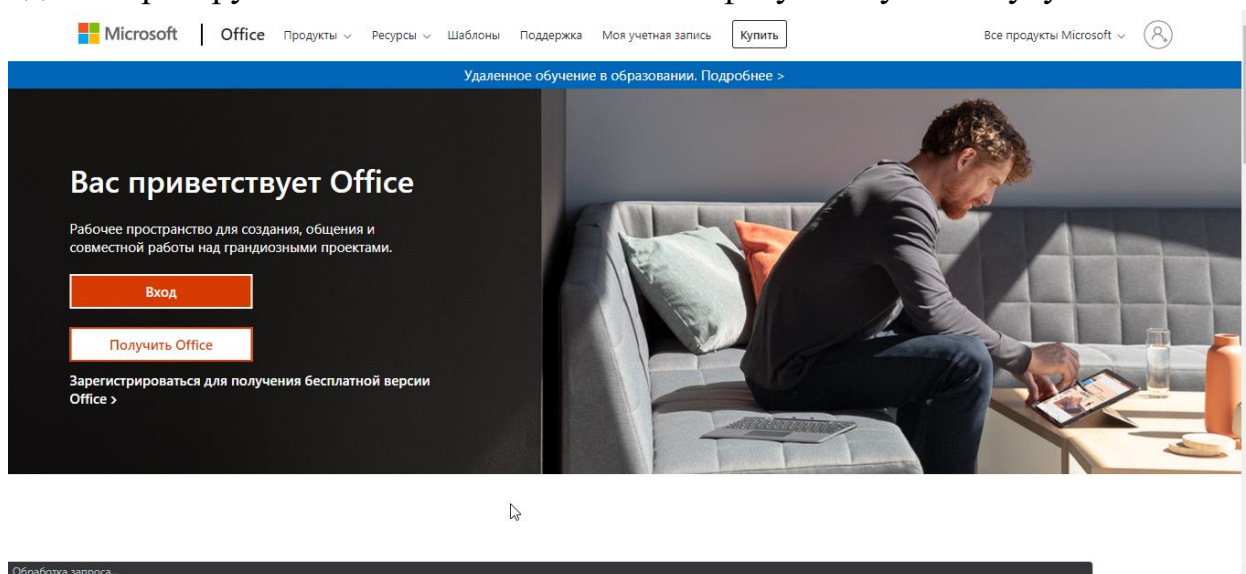 Microsoft | Office Продукты Ресурсы Шаблоны Поддержка Моя учетная запись Купить Все продукты Microsoft
Удаленное обучение в образовании. Подробнее >
Вас приветствует Office
Рабочее пространство для создания, общения и
совместной работы над грандиозными проектами.
Вход
Получить Office
Зарегистрироваться для получения бесплатной версии
Office >
Обработка запроса...